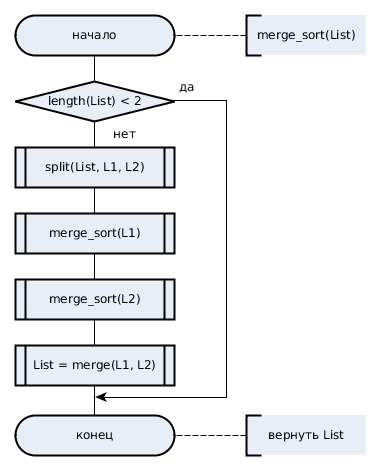 начало
merge_sort(List)
length(List) < 2
да
нет
split(List, L1, L2)
merge_sort(L1)
merge_sort(L2)
List = merge(L1, L2)
конец
вернуть List